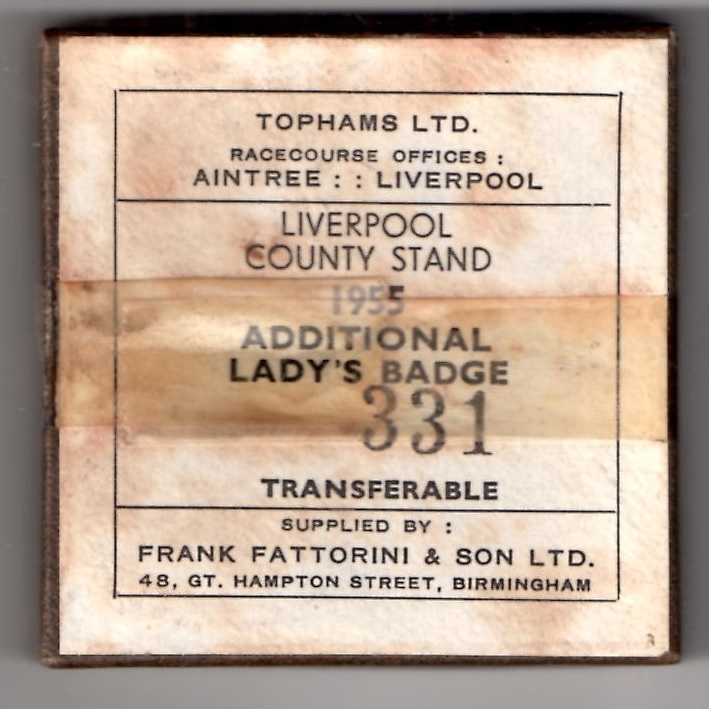 TOPHAMS LTD.
RACECOURSE OFFICES :
AINTREE : : LIVERPOOL
LIVERPOOL
COUNTY STAND
1955
ADDITIONAL
LADY'S BADGE
331
TRANSFERABLE
SUPPLIED BY :
FRANK FATTORINI & SON LTD.
48, GT. HAMPTON STREET, BIRMINGHAM
3